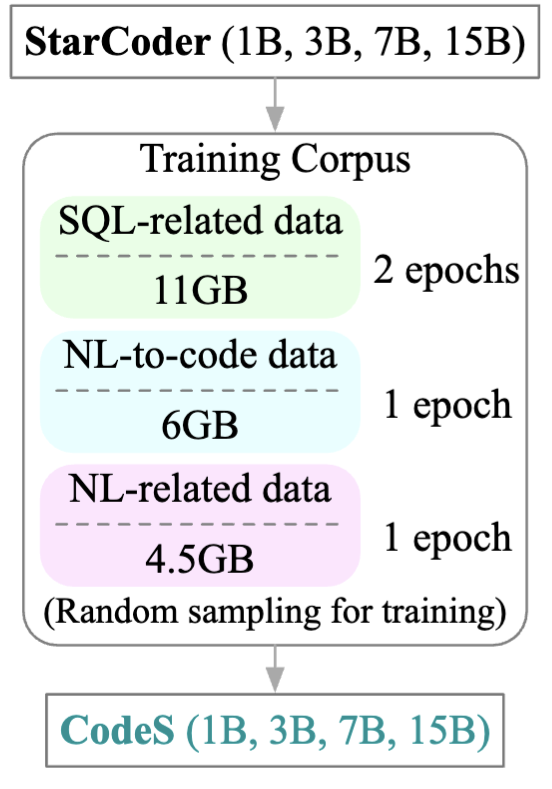 StarCoder (1B, 3B, 7B, 15B)
Training Corpus
SQL-related data
11GB
2 epochs
NL-to-code data
6GB
1 epoch
NL-related data
4.5GB
1 epoch
(Random sampling for training)
CodeS (1B, 3B, 7B, 15B)